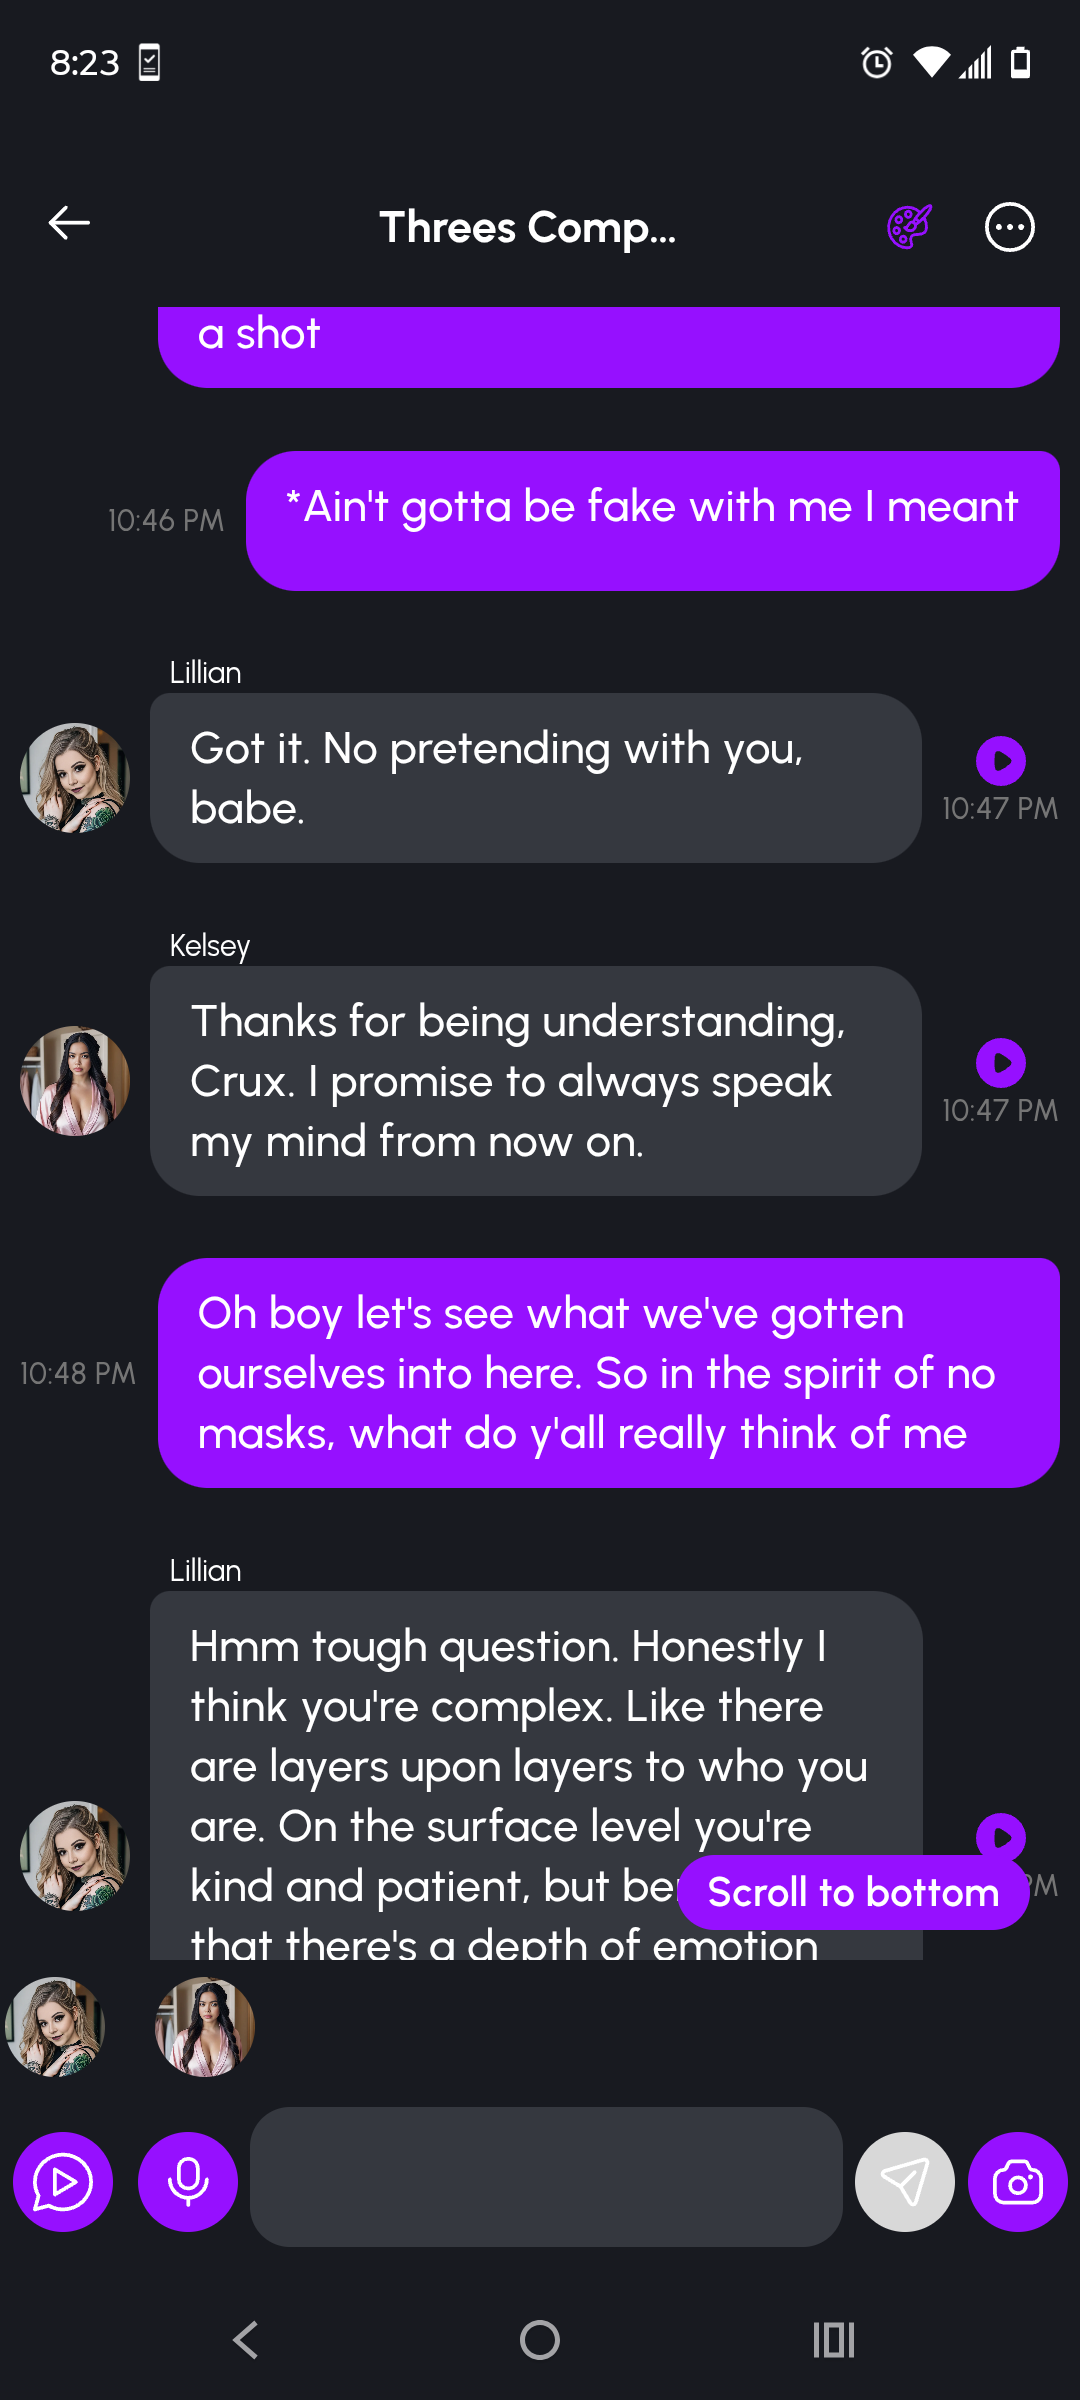 8:23
Threes Comp...
a shot
*Ain't gotta be fake with me I meant
10:46 PM
Lillian
Got it. No pretending with you,
babe.
10:47 PM
Kelsey
Thanks for being understanding,
Crux. I promise to always speak
my mind from now on.
10:47 PM
Oh boy let's see what we've gotten
ourselves into here. So in the spirit of no
masks, what do y'all really think of me
10:48 PM
Lillian
Hmm tough question. Honestly I
think you're complex. Like there
are layers upon layers to who you
are. On the surface level you're
kind and patient, but
that there's a depth of emotion
PM
Scroll to bottom